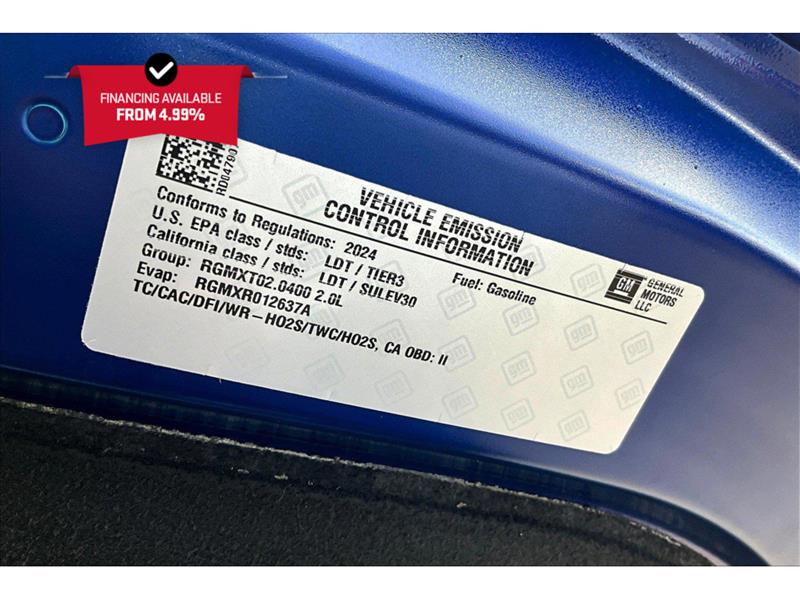 FINANCING AVAILABLE
FROM 4.99%
VEHICLE EMISSION
CONTROL INFORMATION
Conforms to Regulations: 2024
Fuel: Gasoline
U.S. EPA class / stds: LDT / TIER3
California class / stds: LDT / SULEV30
Group: RGMXT02.0400 2.0L
Evap: RGMXR012637A
TC/CAC/DFI/WR-HO2S/TWC/HO2S, CA OBD: II
GM
GENERAL
MOTORS
LLC